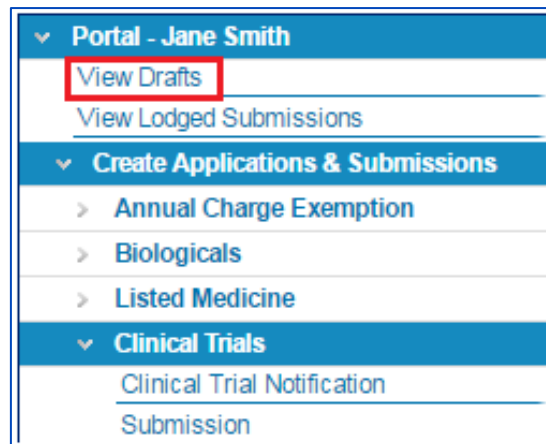 Portal - Jane Smith
View Drafts
View Lodged Submissions
Create Applications & Submissions
Annual Charge Exemption
Biologicals
Listed Medicine
Clinical Trials
Clinical Trial Notification
Submission